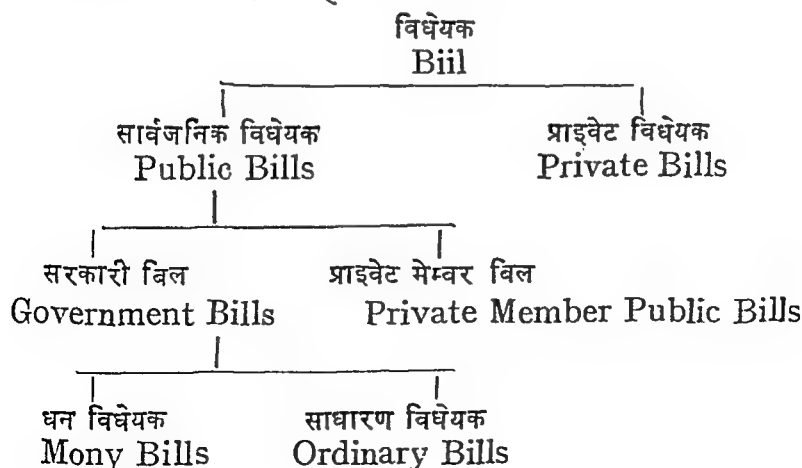 विधेयक
Biil
सार्वजनिक विधेयक प्राइवेट विधेयक
Public Bills Private Bills
सरकारी बिल प्राइवेट मेम्वर विल
Government Bills Private Member Public Bills
धन विधेयक साधारण विधेयक
Mony Bills Ordinary Bills